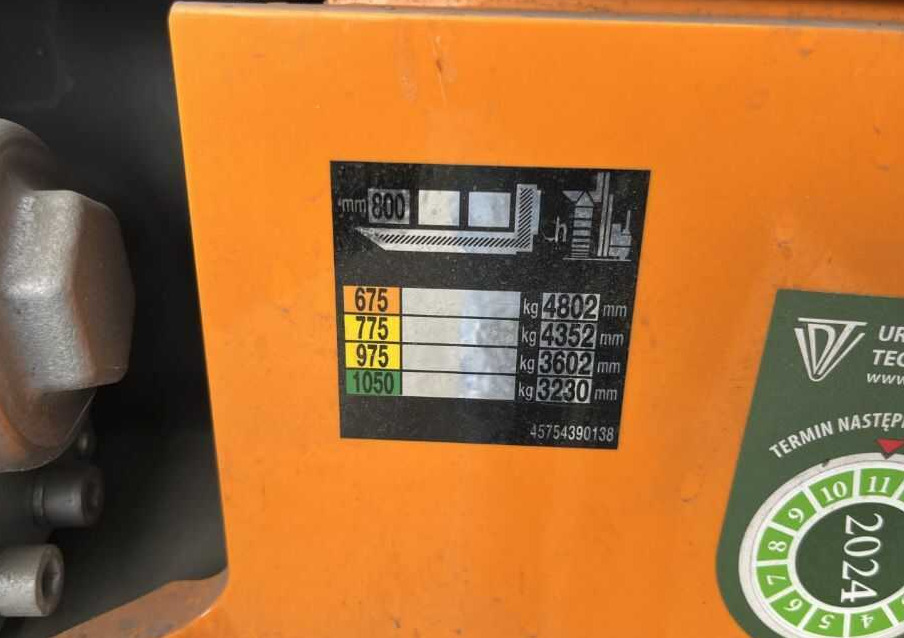 mm 800
h
675 kg 4802 mm
775 kg 4352 mm
975 kg 3602 mm
1050 kg 3230 mm
45754390138
UDT
UR
TEC
www.
TERMIN NASTĘP
5 6 7 8 9 10 11
4
2024